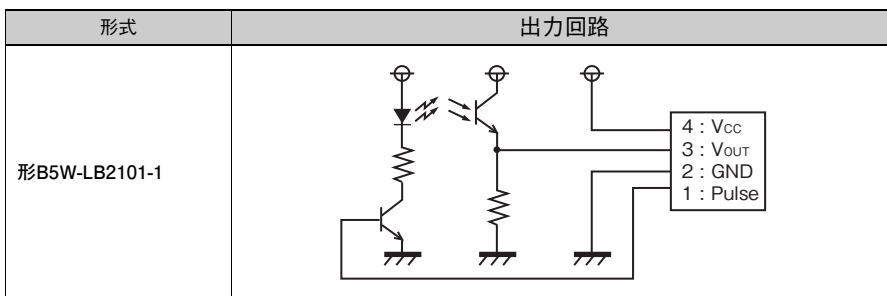 形式
出力回路
形B5W-LB2101-1
4 : Vcc
3 : VOUT
2 : GND
1 : Pulse